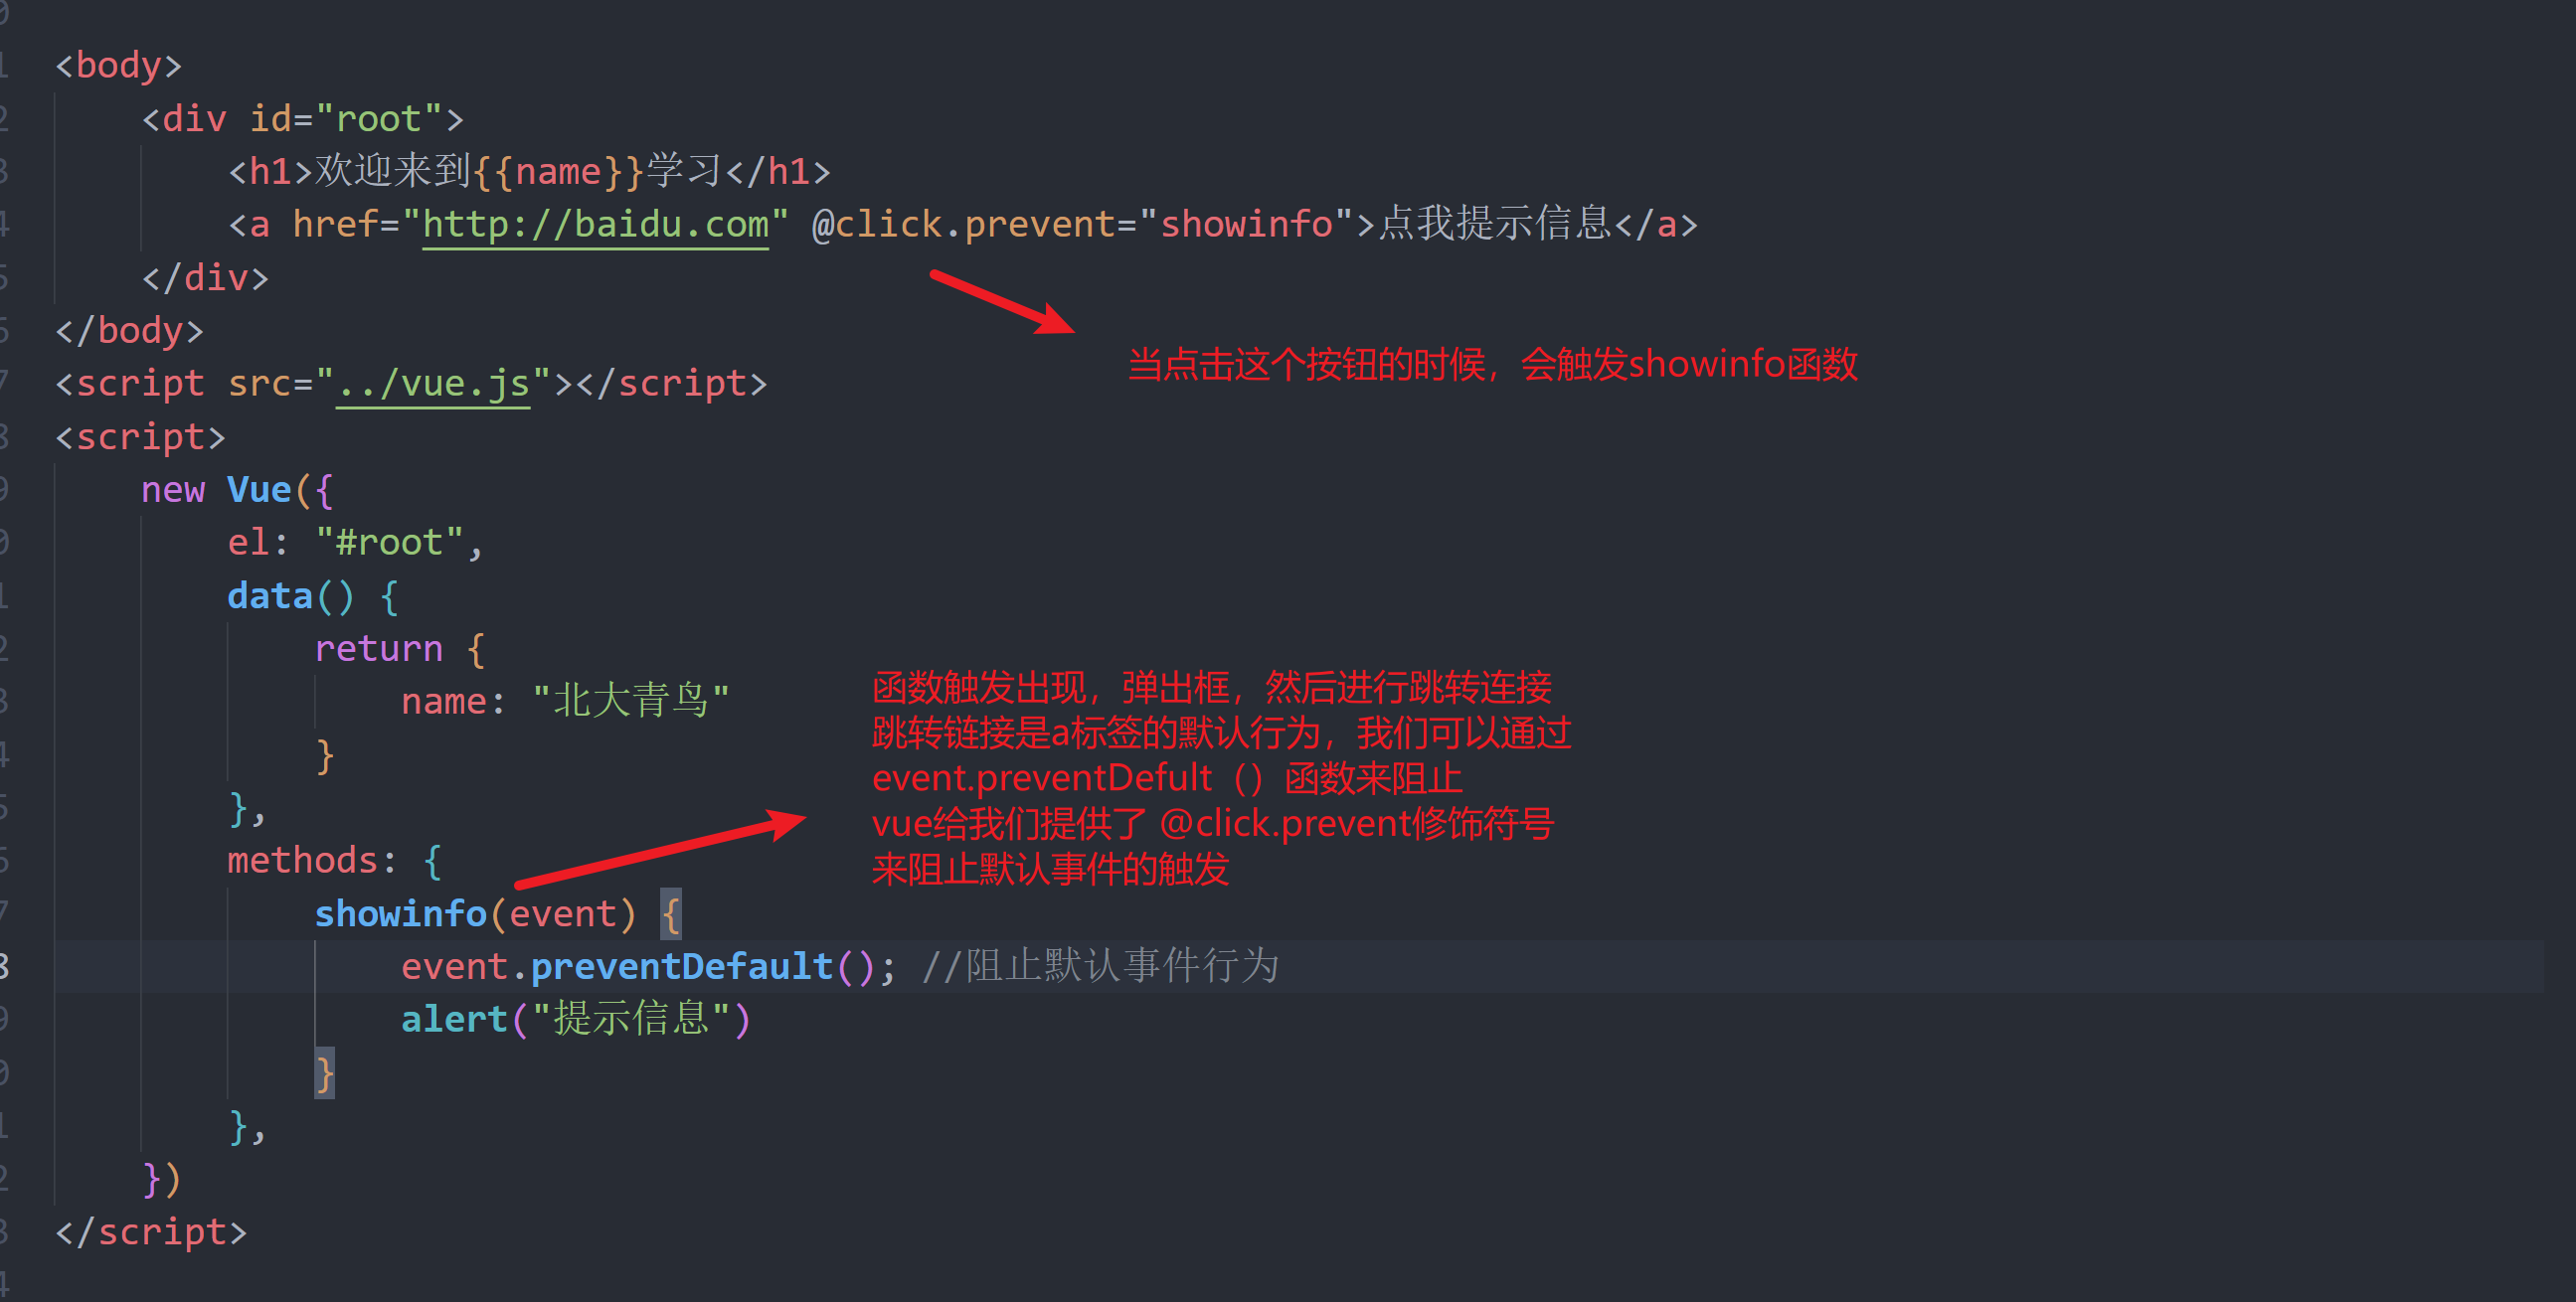 <body>
<div id="root">
<h1>欢迎来到{{name}}学习</h1>
<a href="http://baidu.com" @click.prevent="showinfo">点我提示信息</a>
</div>
</body>
当点击这个按钮的时候，会触发showinfo函数
<script src="../vue.js"></script>
<script>
new Vue({
el: "#root",
data() {
return {
name: "北大青鸟"
}
},
函数触发出现，弹出框，然后进行跳转连接
跳转链接是a标签的默认行为，我们可以通过
event.preventDefult（）函数来阻止
vue给我们提供了 @click.prevent修饰符号
来阻止默认事件的触发
methods: {
showinfo(event) {
event.preventDefault(); //阻止默认事件行为
alert("提示信息")
}
},
})
</script>